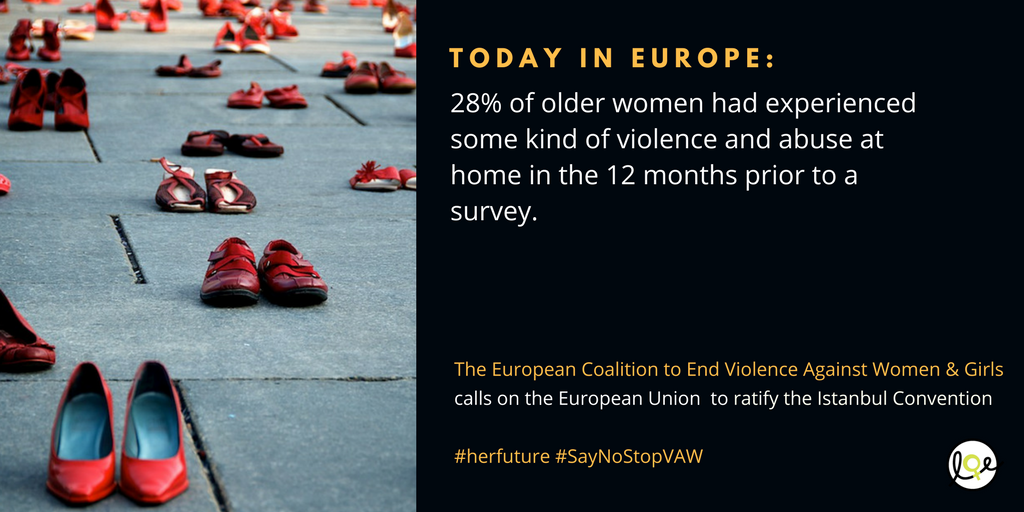 TODAY IN EUROPE:
28% of older women had experienced
some kind of violence and abuse at
home in the 12 months prior to a
survey.
The European Coalition to End Violence Against Women & Girls
calls on the European Union  to ratify the Istanbul Convention
#herfuture #SayNoStopVAW